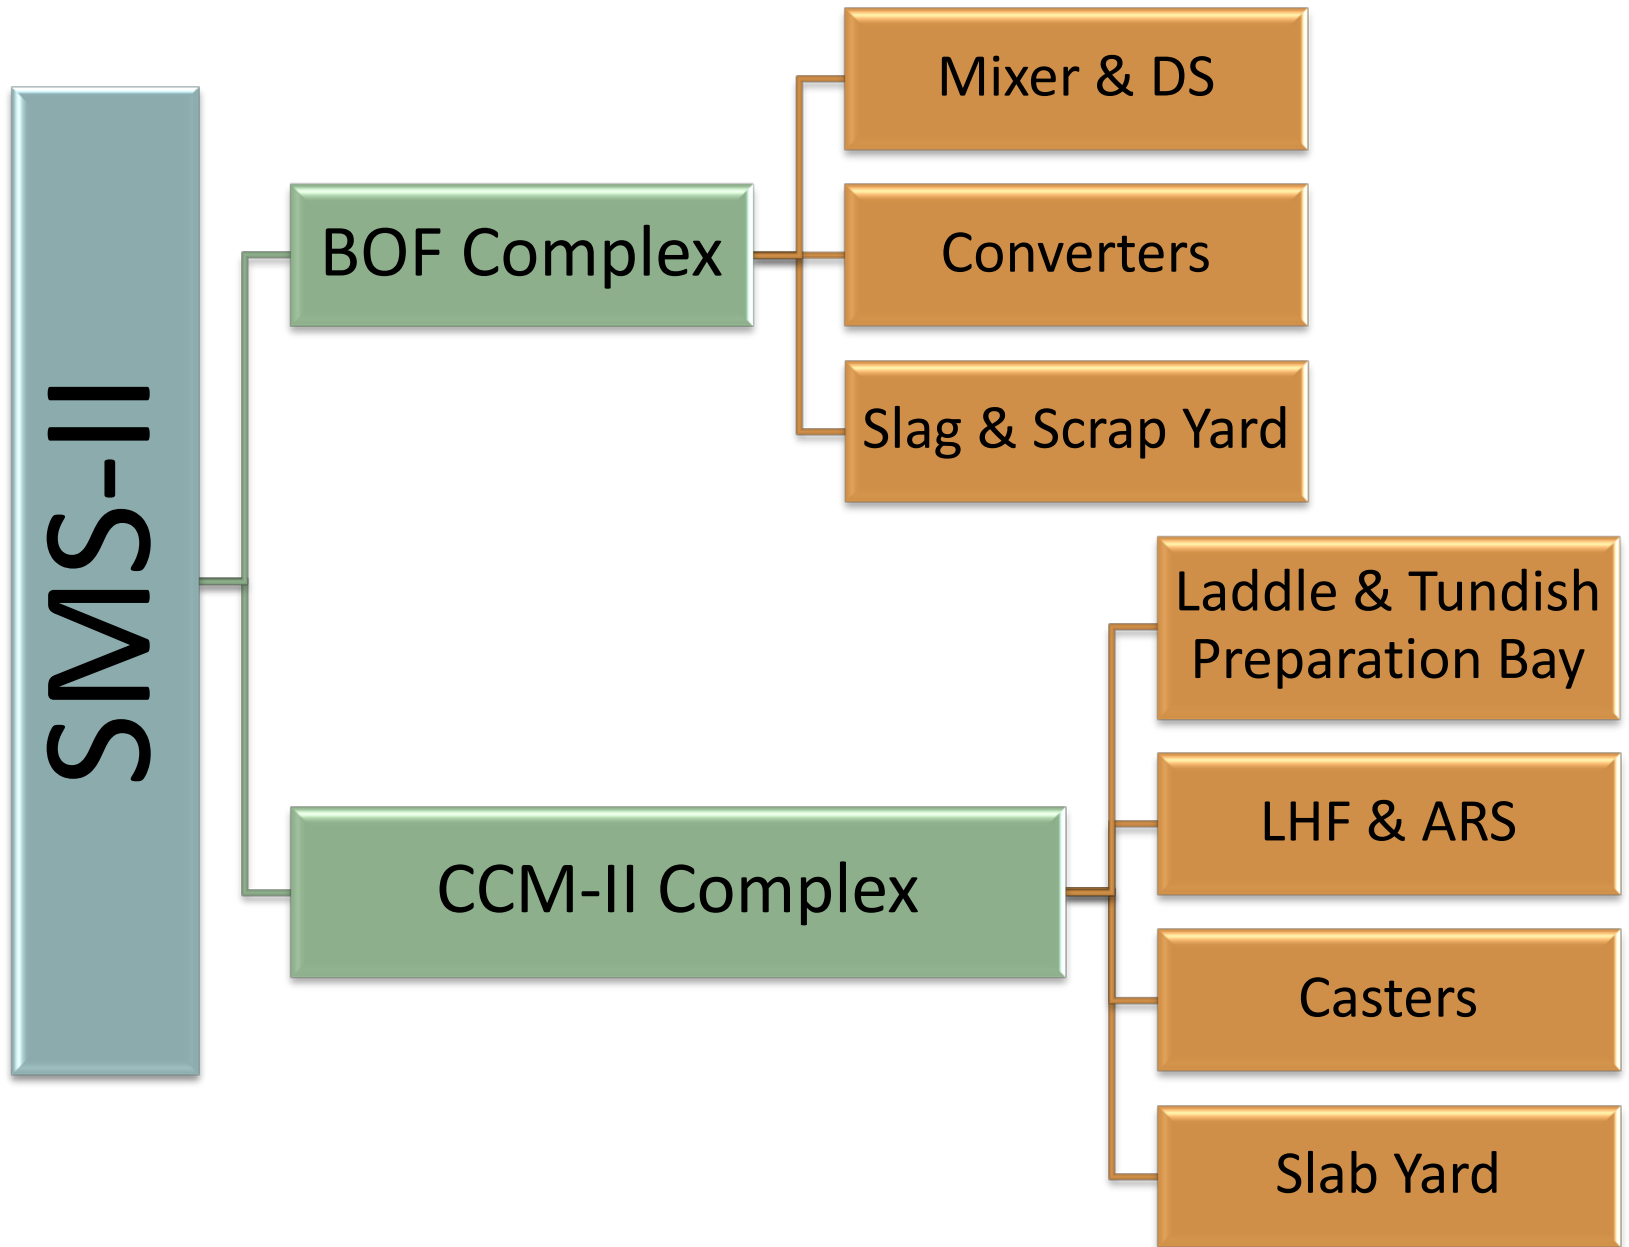 SMS-II
BOF Complex
Mixer & DS
Converters
Slag & Scrap Yard
CCM-II Complex
Laddle & Tundish
Preparation Bay
LHF & ARS
Casters
Slab Yard